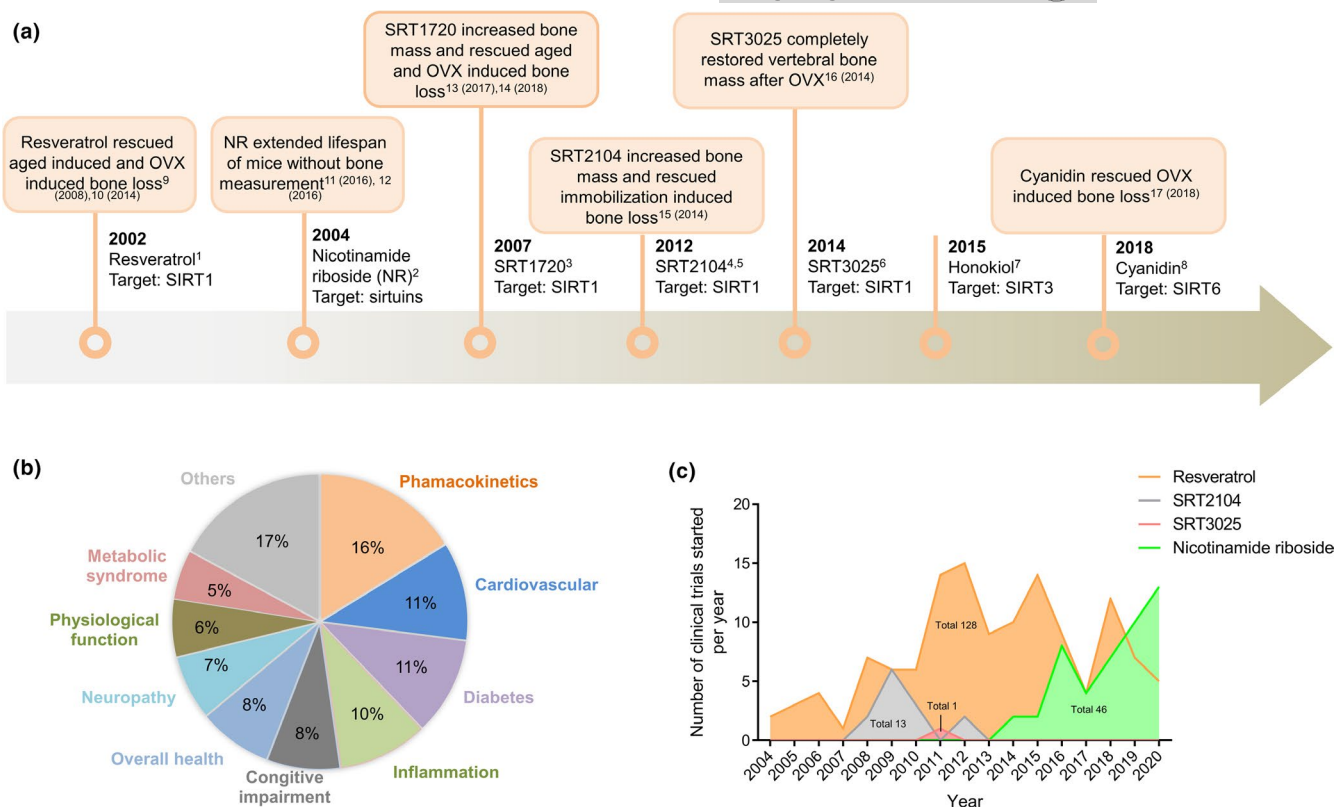 (a)
Resveratrol rescued
aged induced and OVX
induced bone loss9
(2008),10 (2014)
NR extended lifespan
of mice without bone
measurement11 (2016), 12
(2016)
SRT1720 increased bone
mass and rescued aged
and OVX induced bone
loss13 (2017),14 (2018)
SRT2104 increased bone
mass and rescued
immobilization induced
bone loss15 (2014)
SRT3025 completely
restored vertebral bone
mass after OVX16 (2014)
Cyanidin rescued OVX
induced bone loss17 (2018)
2002
Resveratrol1
Target: SIRT1
2004
Nicotinamide
riboside (NR)2
Target: sirtuins
2007
SRT17203
Target: SIRT1
2012
SRT21044,5
Target: SIRT1
2014
SRT30256
Target: SIRT1
2015
Honokiol7
Target: SIRT3
2018
Cyanidin8
Target: SIRT6
(b)
Others
17%
Phamacokinetics
16%
Cardiovascular
11%
Diabetes
11%
Inflammation
10%
Congitive
impairment
8%
Overall health
8%
Neuropathy
7%
Physiological
function
6%
Metabolic
syndrome
5%
(c)
Resveratrol
SRT2104
SRT3025
Nicotinamide riboside
Number of clinical trials started
per year
20
15
10
5
0
Total 128
Total 13
Total 1
Total 46
2004
2005
2006
2007
2008
2009
2010
2011
2012
2013
2014
2015
2016
2017
2018
2019
2020
Year